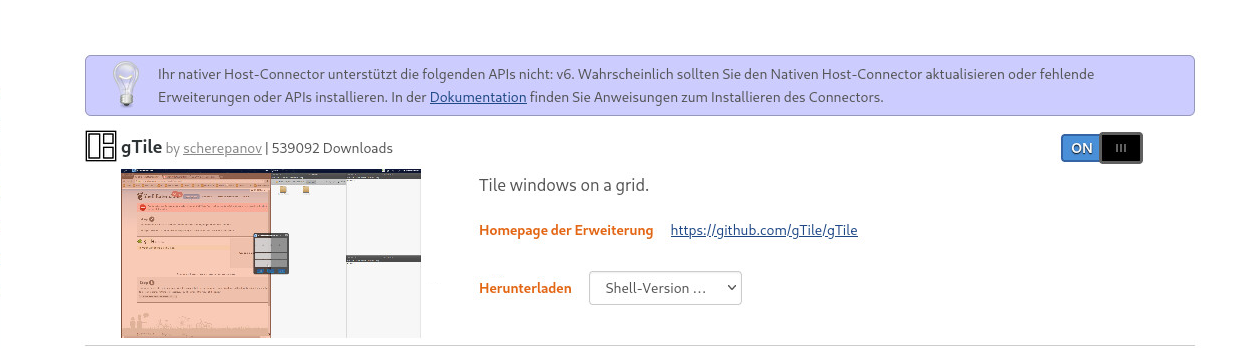 Ihr nativer Host-Connector unterstützt die folgenden APIs nicht: v6. Wahrscheinlich sollten Sie den Nativen Host-Connector aktualisieren oder fehlende
Erweiterungen oder APIs installieren. In der Dokumentation finden Sie Anweisungen zum Installieren des Connectors.
gTile by scherepanov | 539092 Downloads
ON
Tile windows on a grid.
Homepage der Erweiterung https://github.com/gTile/gTile
Herunterladen Shell-Version ...